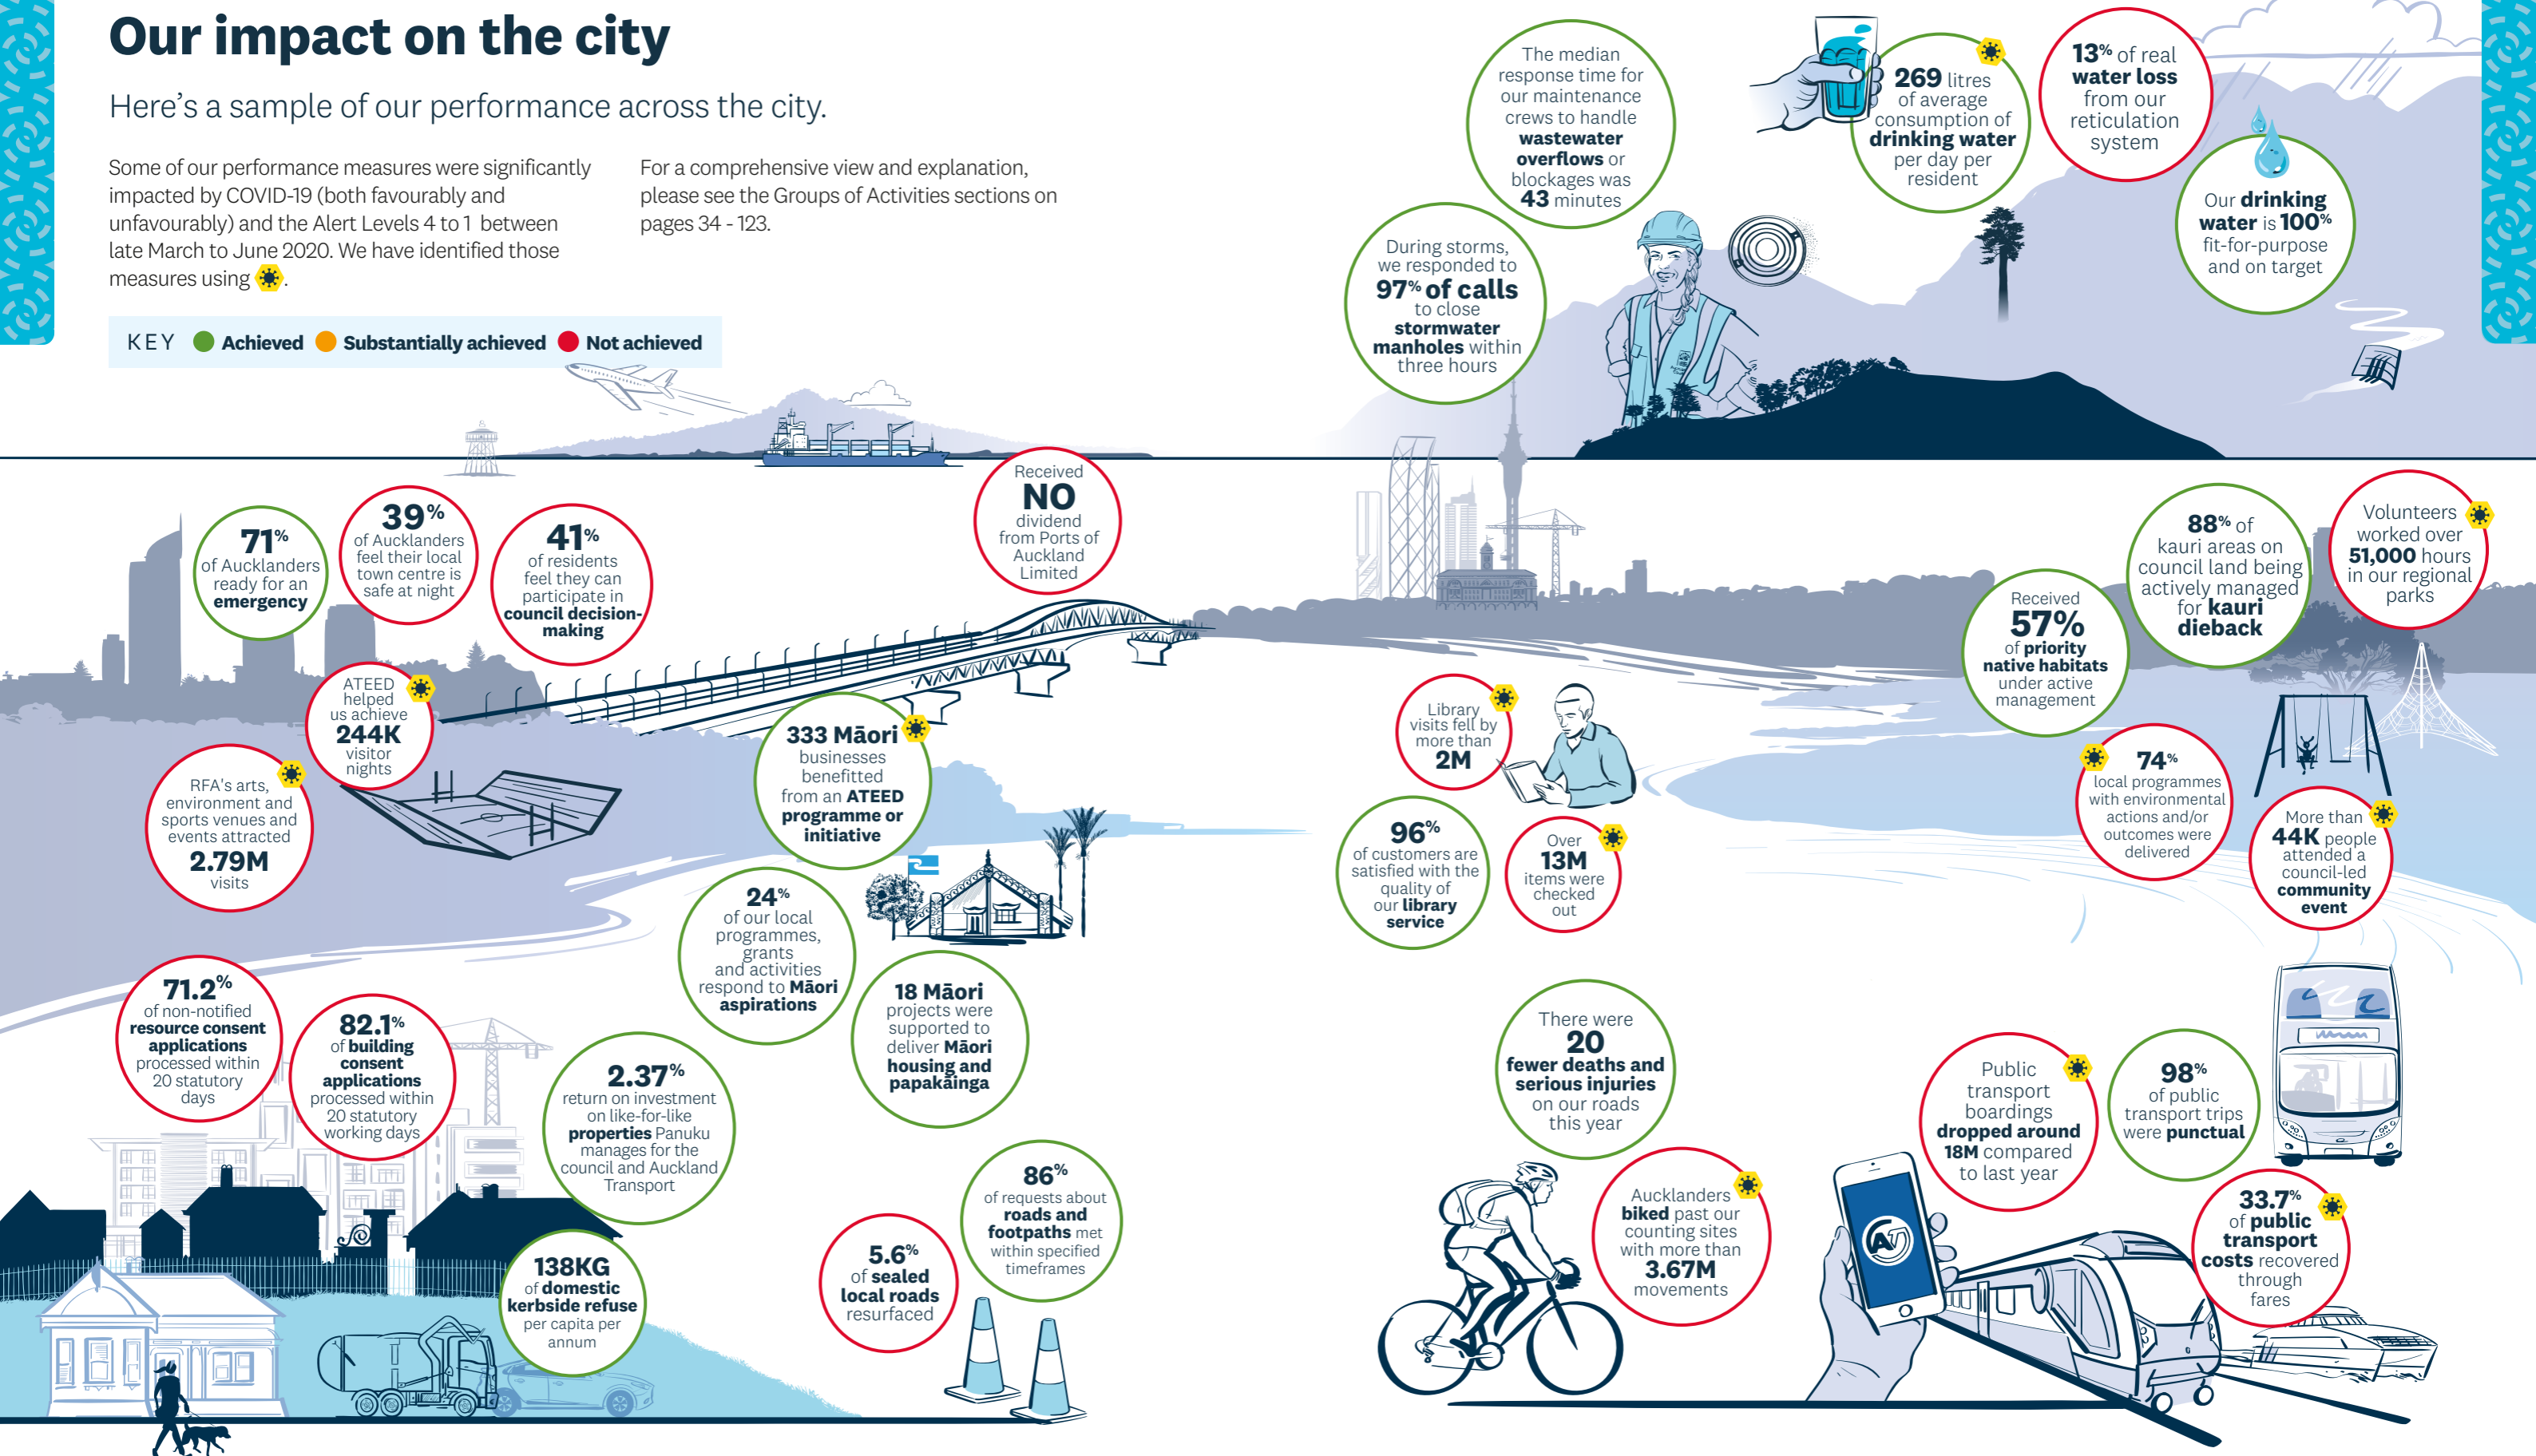 Our impact on the city
Here's a sample of our performance across the city.
Some of our performance measures were significantly
impacted by COVID-19 (both favourably and
unfavourably) and the Alert Levels 4 to 1 between
late March to June 2020. We have identified those
measures using .
For a comprehensive view and explanation,
please see the Groups of Activities sections on
pages 34 - 123.
KEY Achieved Substantially achieved Not achieved
The median
response time for
our maintenance
crews to handle
wastewater
overflows or
blockages was
43 minutes
269 litres
of average
consumption of
drinking water
per day per
resident
13% of real
water loss
from our
reticulation
system
Our drinking
water is 100%
fit-for-purpose
and on target
During storms,
we responded to
97% of calls
to close
stormwater
manholes within
three hours
71%
of Aucklanders
ready for an
emergency
39%
of Aucklanders
feel their local
town centre is
safe at night
41%
of residents
feel they can
participate in
council decision-
making
Received
NO
dividend
from Ports of
Auckland
Limited
88% of
kauri areas on
council land being
actively managed
for kauri
dieback
Volunteers
worked over
51,000 hours
in our regional
parks
Received
57%
of priority
native habitats
under active
management
ATEED
helped
us achieve
244K
visitor
nights
RFA's arts,
environment and
sports venues and
events attracted
2.79M
visits
333 Māori
businesses
benefitted
from an ATEED
programme or
initiative
Library
visits fell by
more than
2M
96%
of customers are
satisfied with the
quality of
our library
service
Over
13M
items were
checked
out
74%
local programmes
with environmental
actions and/or
outcomes were
delivered
More than
44K people
attended a
council-led
community
event
24%
of our local
programmes,
grants
and activities
respond to Māori
aspirations
18 Māori
projects were
supported to
deliver Māori
housing and
papakāinga
71.2%
of non-notified
resource consent
applications
processed within
20 statutory
days
82.1%
of building
consent
applications
processed within
20 statutory
working days
2.37%
return on investment
on like-for-like
properties Panuku
manages for the
council and Auckland
Transport
138KG
of domestic
kerbside refuse
per capita per
annum
5.6%
of sealed
local roads
resurfaced
86%
of requests about
roads and
footpaths met
within specified
timeframes
There were
20
fewer deaths and
serious injuries
on our roads
this year
Aucklanders
biked past our
counting sites
with more than
3.67M
movements
Public
transport
boardings
dropped around
18M compared
to last year
98%
of public
transport trips
were punctual
33.7%
of public
transport
costs recovered
through
fares
AT